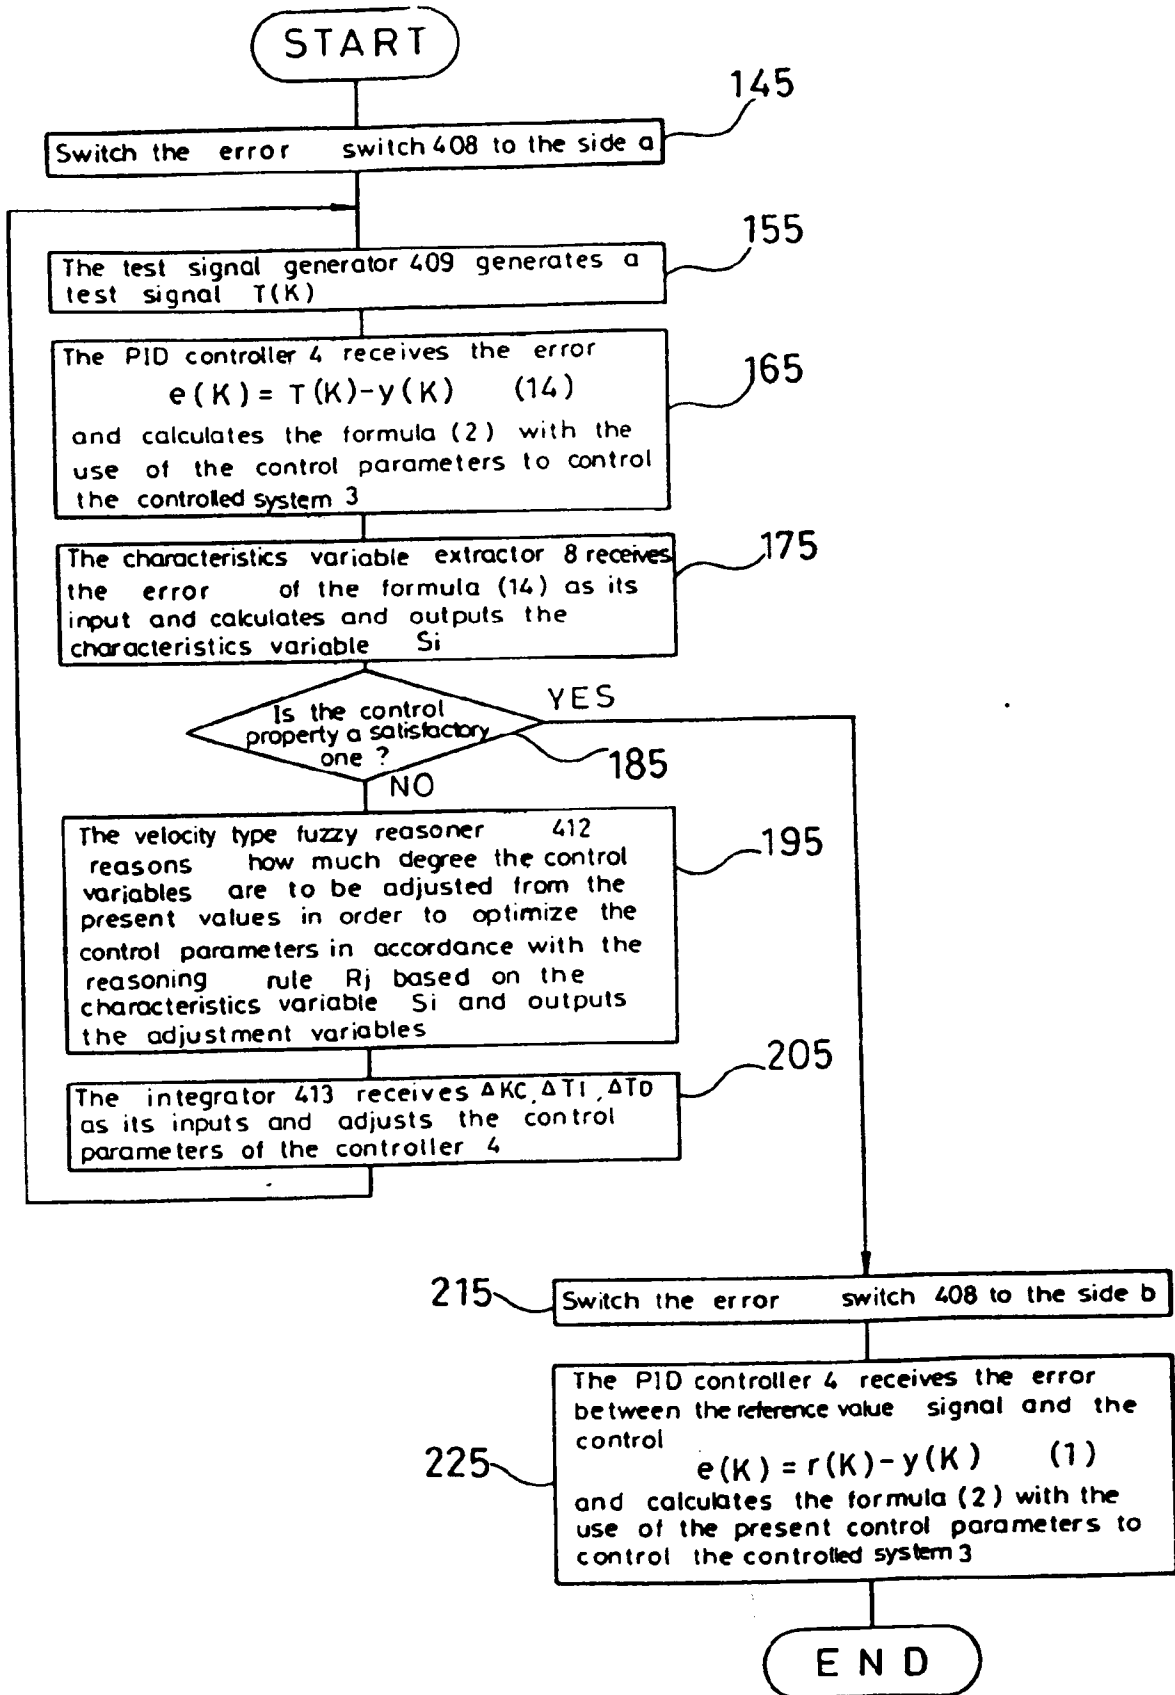 START
145
Switch the error switch 408 to the side a
155
The test signal generator 409 generates a
test signal T(K)
165
The PID controller 4 receives the error
e(K) = T(K)-y(K) (14)
and calculates the formula (2) with the
use of the control parameters to control
the controlled system 3
175
The characteristics variable extractor 8 receives
the error of the formula (14) as its
input and calculates and outputs the
characteristics variable Si
YES
Is the control
property a satisfactory
one ?
185
NO
195
The velocity type fuzzy reasoner 412
reasons how much degree the control
variables are to be adjusted from the
present values in order to optimize the
control parameters in accordance with the
reasoning rule Rj based on the
characteristics variable Si and outputs
the adjustment variables
205
The integrator 413 receives ΔKC, ΔTI, ΔTD
as its inputs and adjusts the control
parameters of the controller 4
215
Switch the error switch 408 to the side b
225
The PID controller 4 receives the error
between the reference value signal and the
control
e(K) = r(K)-y(K) (1)
and calculates the formula (2) with the
use of the present control parameters to
control the controlled system 3
END